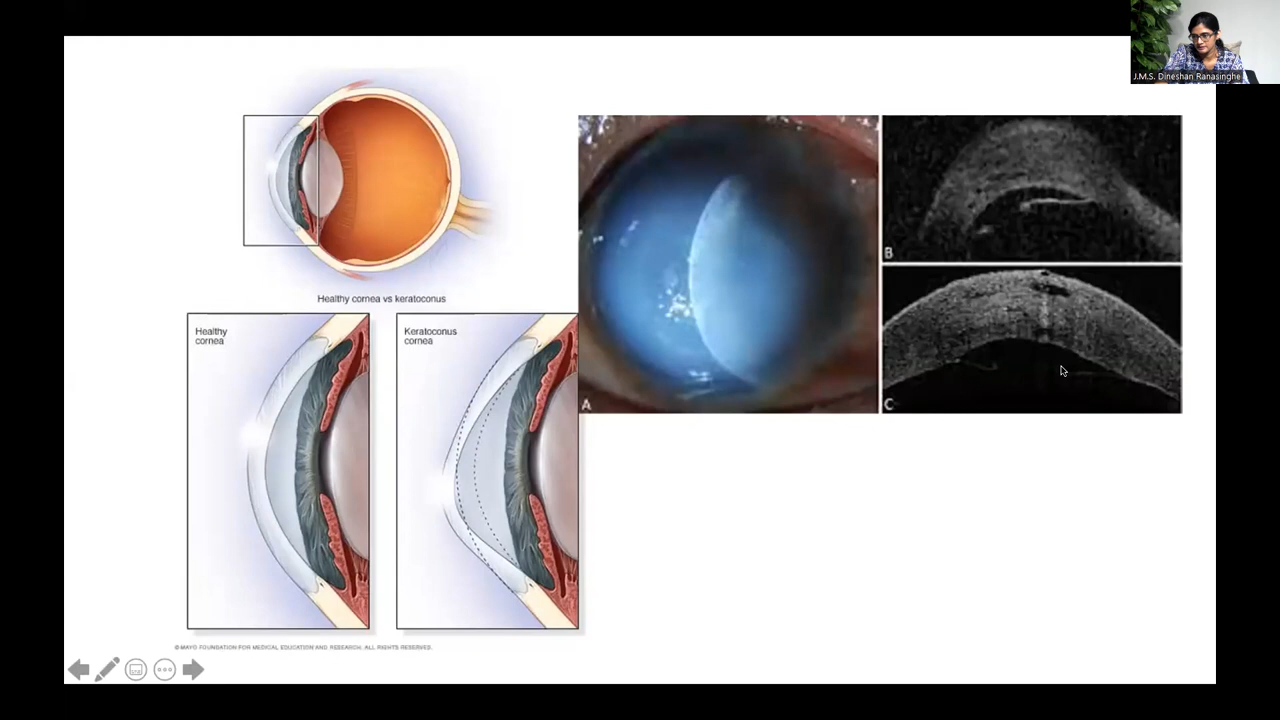 J.M.S. Dineshan Ranasinghe
Healthy cornea vs keratoconus
Healthy
cornea
Keratoconus
cornea
A
B
C
© MAYO FOUNDATION FOR MEDICAL EDUCATION AND RESEARCH. ALL RIGHTS RESERVED.